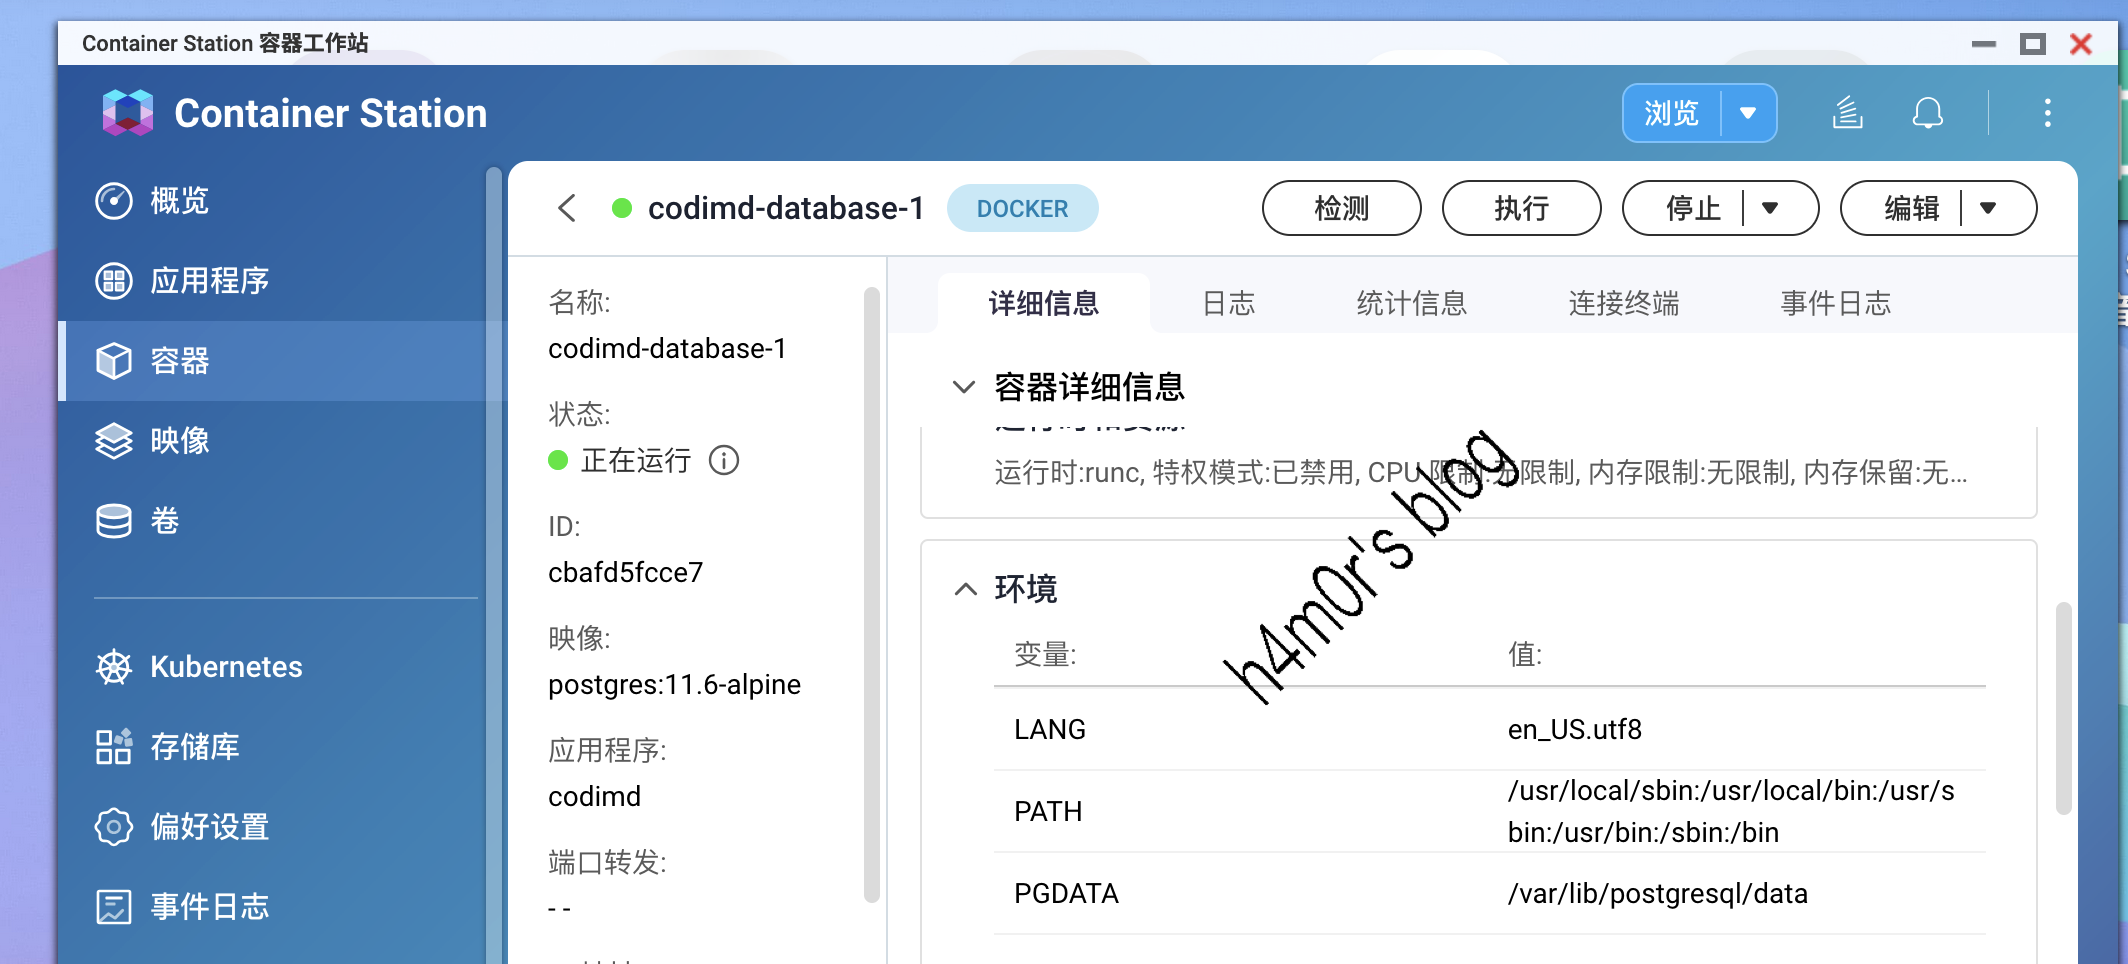 Container Station 容器工作站
Container Station
浏览
概览
应用程序
容器
映像
卷
Kubernetes
存储库
偏好设置
事件日志
codimd-database-1
DOCKER
检测
执行
停止
编辑
名称:
codimd-database-1
状态:
正在运行
ID:
cbafd5fcce7
映像:
postgres:11.6-alpine
应用程序:
codimd
端口转发:
- -
详细信息
日志
统计信息
连接终端
事件日志
容器详细信息
运行时:runc, 特权模式:已禁用, CPU 限制:无限制, 内存限制:无限制, 内存保留:无...
环境
变量:
值:
LANG
en_US.utf8
PATH
/usr/local/sbin:/usr/local/bin:/usr/s
bin:/usr/bin:/sbin:/bin
PGDATA
/var/lib/postgresql/data
h4m0r's blog